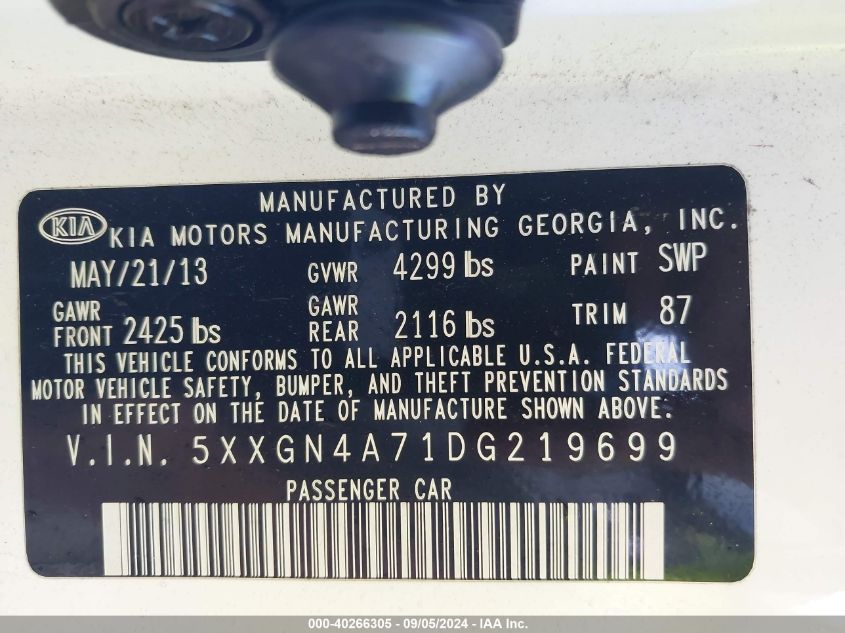 MANUFACTURED BY
KIA KIA MOTORS MANUFACTURING GEORGIA, INC.
MAY/21/13 GVWR 4299 lbs PAINT SWP
GAWR FRONT 2425 lbs GAWR REAR 2116 lbs TRIM 87
THIS VEHICLE CONFORMS TO ALL APPLICABLE U.S.A. FEDERAL
MOTOR VEHICLE SAFETY, BUMPER, AND THEFT PREVENTION STANDARDS
IN EFFECT ON THE DATE OF MANUFACTURE SHOWN ABOVE.
V.I.N. 5XXGN4A71DG219699
PASSENGER CAR
000-40266305 - 09/05/2024 - IAA Inc.